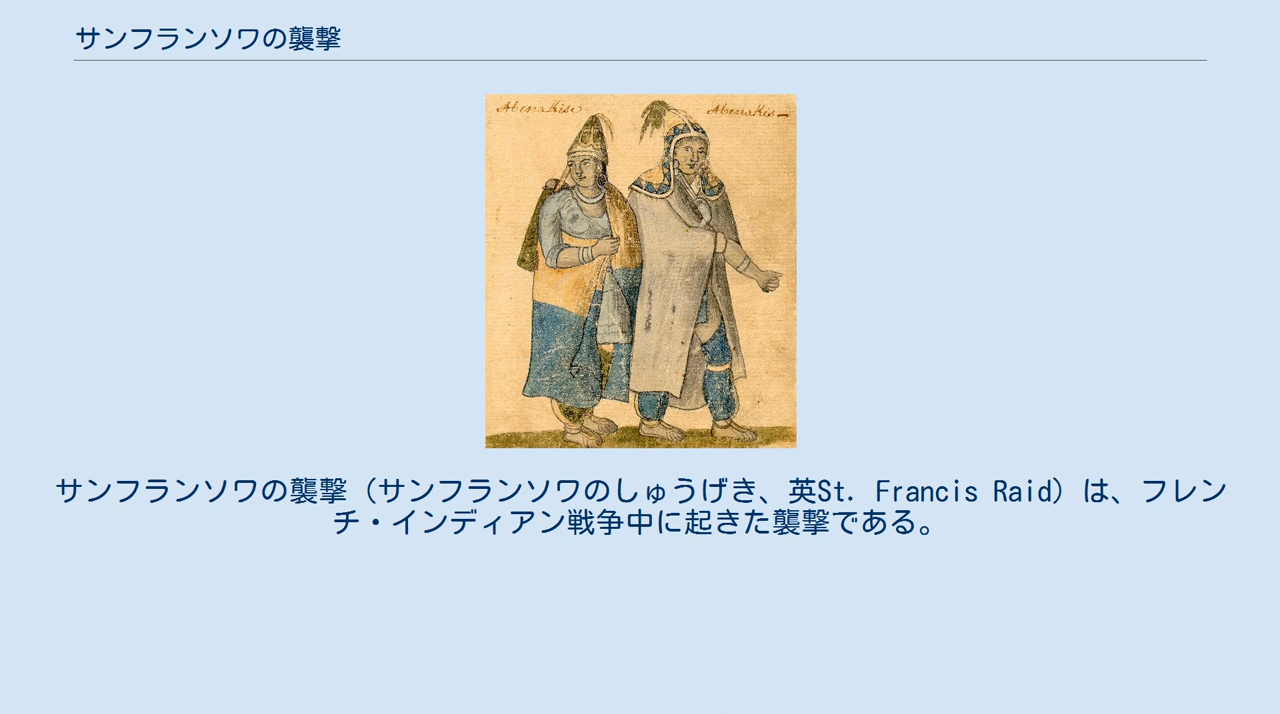 サンフランソワの襲撃
Abenakise Abenakis
サンフランソワの襲撃（サンフランソワのしゅうげき、英St. Francis Raid）は、フレン
チ・インディアン戦争中に起きた襲撃である。